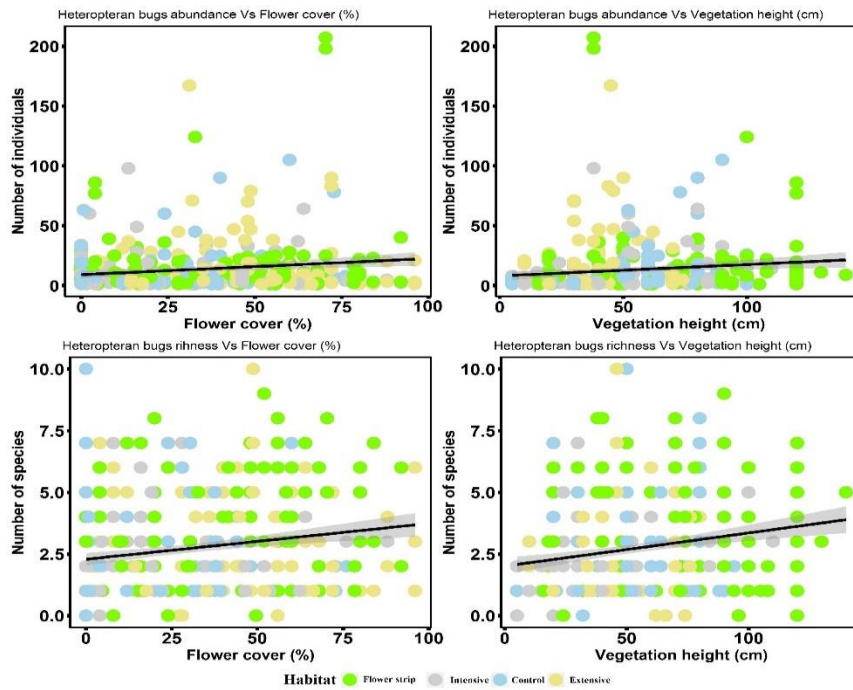 Heteropteran bugs abundance Vs Flower cover (%)
Number of individuals
200
150
100
50
0
0 25 50 75 100
Flower cover (%)
Heteropteran bugs abundance Vs Vegetation height (cm)
Number of individuals
200
150
100
50
0
0 50 100
Vegetation height (cm)
Heteropteran bugs rihness Vs Flower cover (%)
Number of species
10.0
7.5
5.0
2.5
0.0
0 25 50 75 100
Flower cover (%)
Heteropteran bugs richness Vs Vegetation height (cm)
Number of species
10.0
7.5
5.0
2.5
0.0
0 50 100
Vegetation height (cm)
Habitat Flower strip Intensive Control Extensive